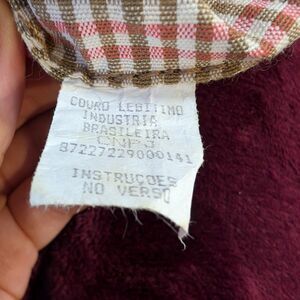 COURO LEGITIMO
INDUSTRIA
BRASILEIRA
CNPJ
87227229000141
INSTRUCOES
NO VERSO